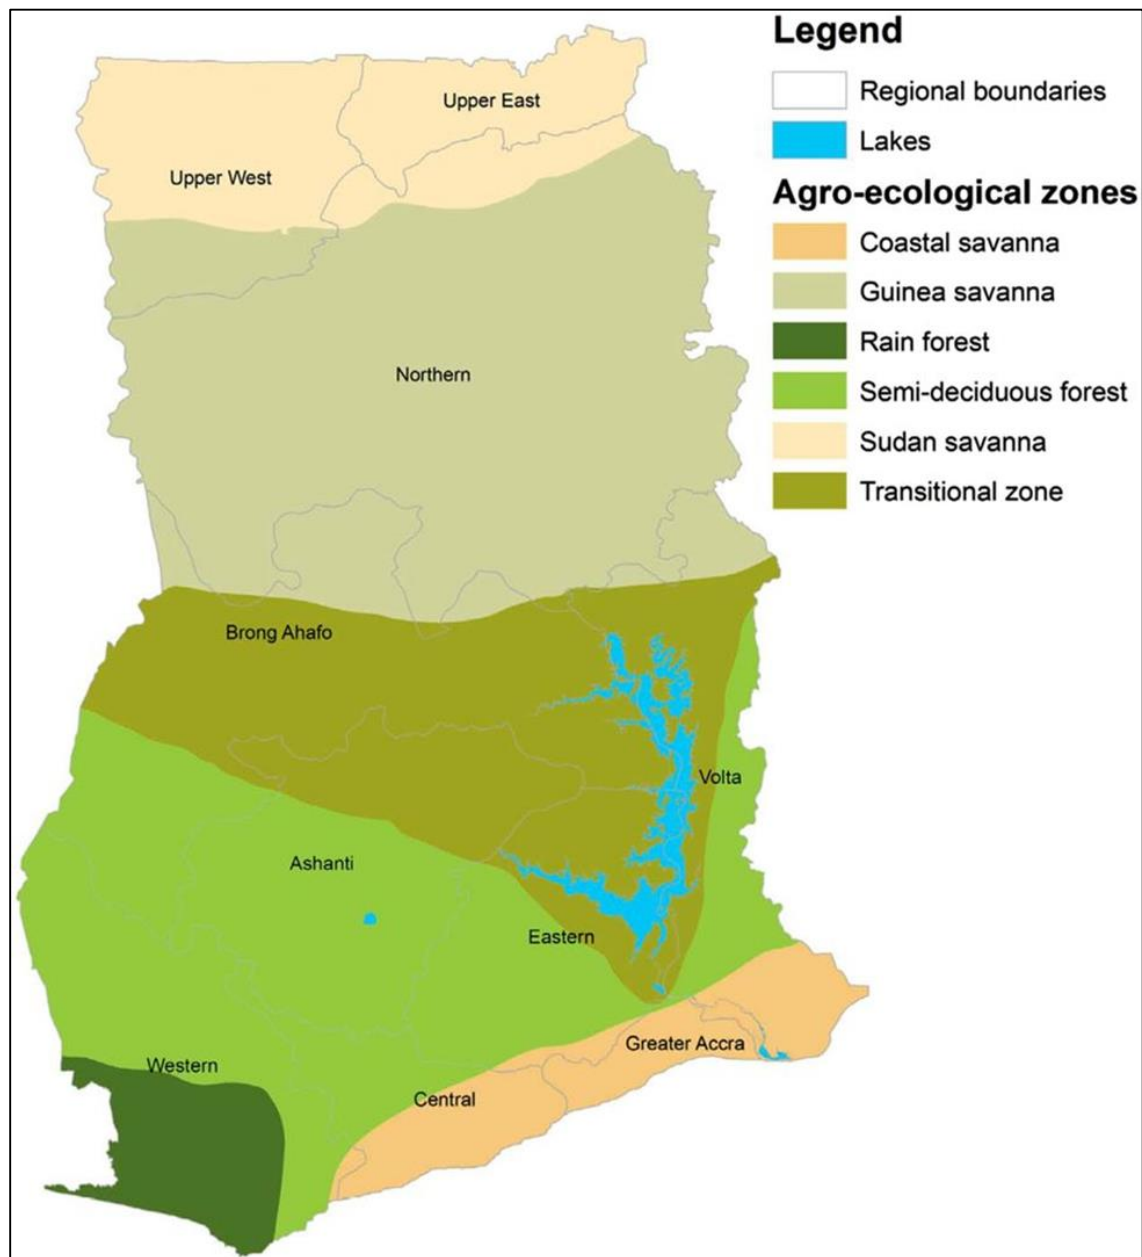 Legend
Regional boundaries
Lakes
Agro-ecological zones
Coastal savanna
Guinea savanna
Rain forest
Semi-deciduous forest
Sudan savanna
Transitional zone
Upper East
Upper West
Northern
Brong Ahafo
Volta
Ashanti
Eastern
Greater Accra
Western
Central